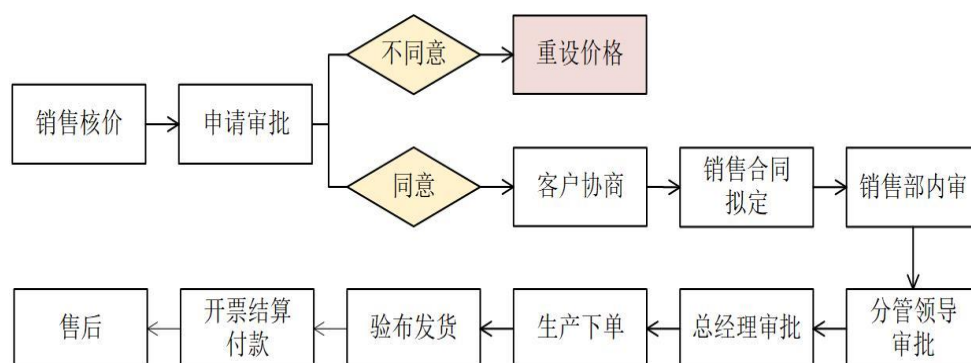 不同意
重设价格
销售核价
申请审批
同意
客户协商
销售合同
拟定
销售部内审
售后
开票结算
付款
验布发货
生产下单
总经理审批
分管领导
审批